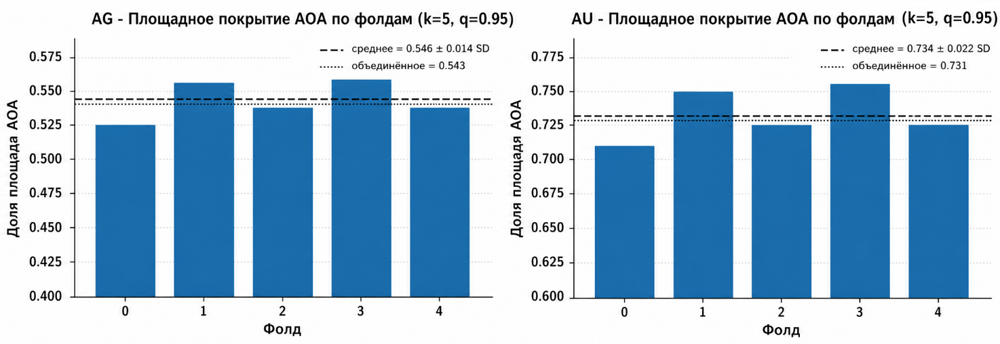 AG - Площадное покрытие AOA по фолдам (k=5, q=0.95)
среднее = 0.546 ± 0.014 SD
объединённое = 0.543
Доля площада AOA
0.575
0.550
0.525
0.500
0.475
0.450
0.425
0.400
0 1 2 3 4
Фолд
AU - Площадное покрытие AOA по фолдам (k=5, q=0.95)
среднее = 0.734 ± 0.022 SD
объединённое = 0.731
Доля площадя AOA
0.775
0.750
0.725
0.700
0.675
0.650
0.625
0.600
0 1 2 3 4
Фолд